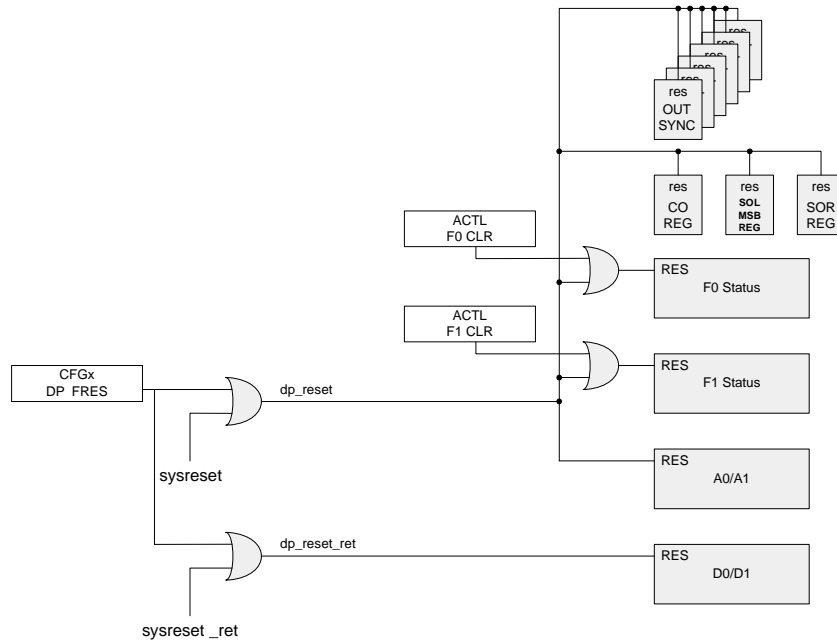 res
OUT
SYNC
res
CO
REG
res
SOL
MSB
REG
res
SOR
REG
ACTL
F0 CLR
RES
F0 Status
ACTL
F1 CLR
RES
F1 Status
CFGx
DP FRES
dp_reset
sysreset
RES
A0/A1
dp_reset_ret
RES
D0/D1
sysreset _ret